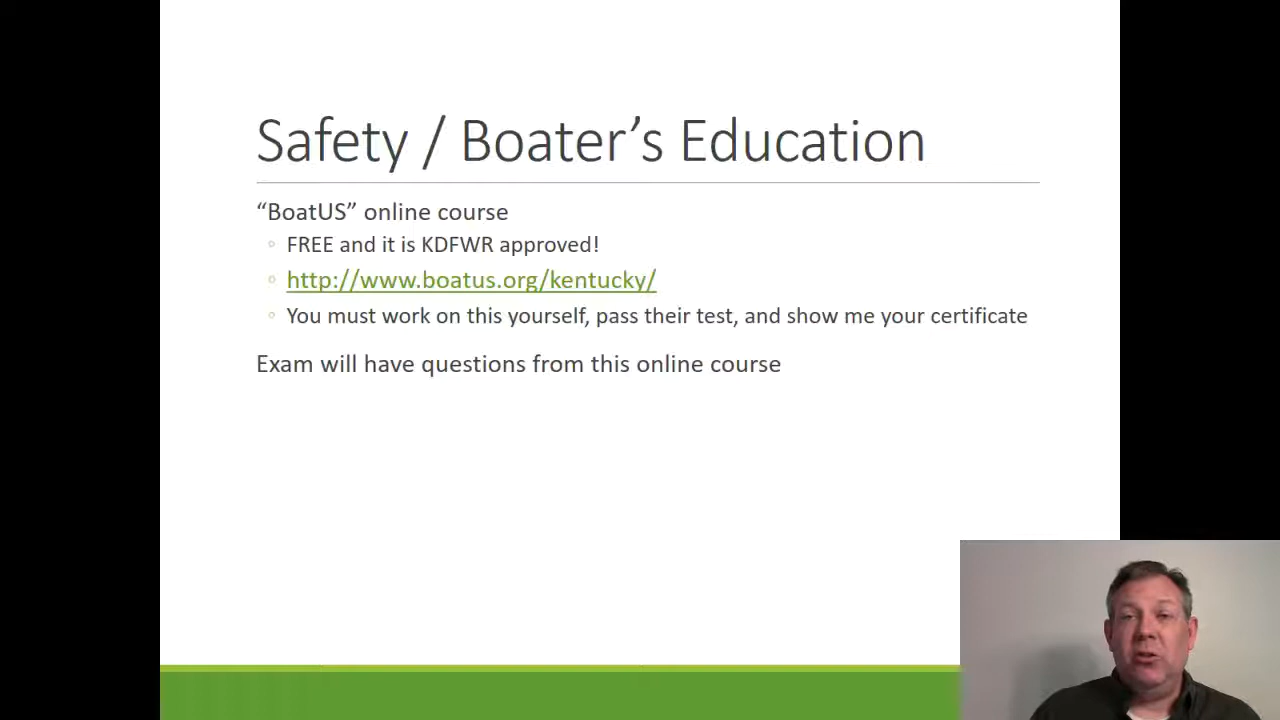 Safety / Boater’s Education
“BoatUS” online course
FREE and it is KDFWR approved!
http://www.boatus.org/kentucky/
You must work on this yourself, pass their test, and show me your certificate
Exam will have questions from this online course